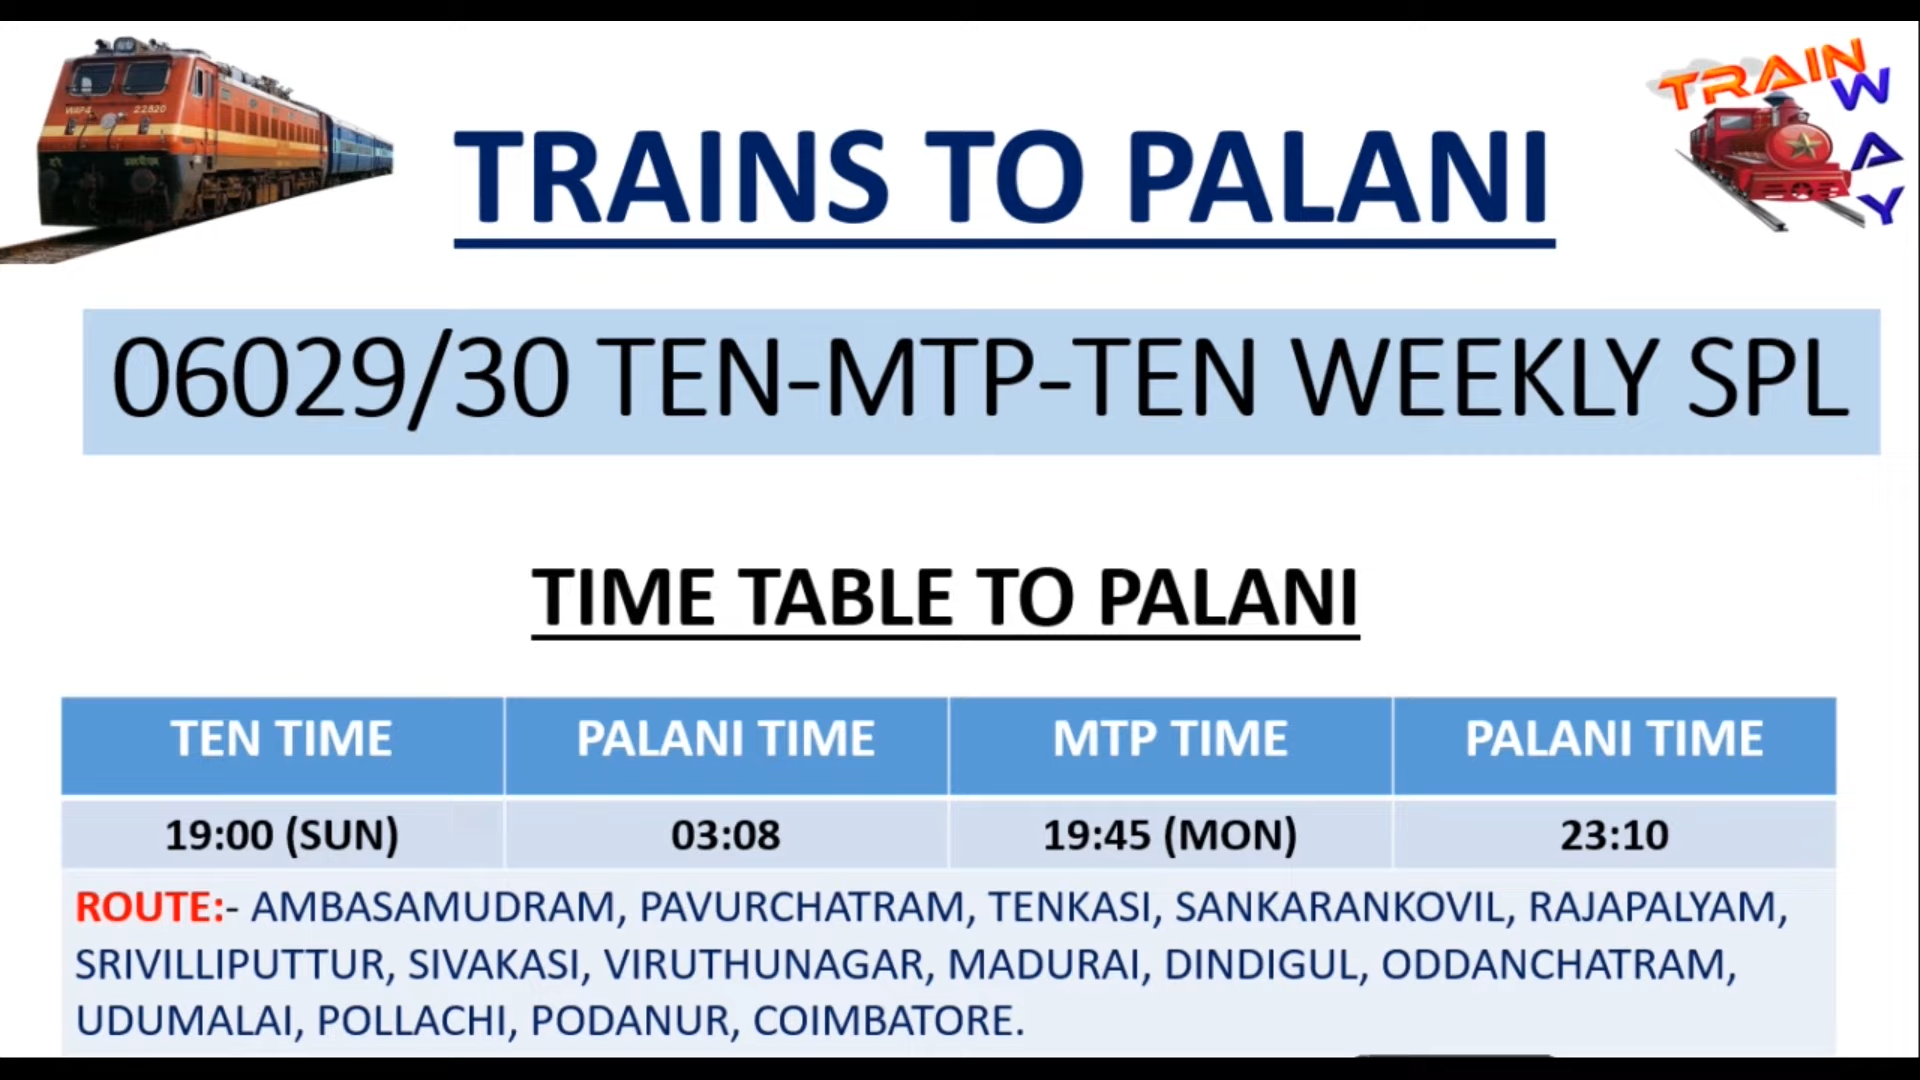 WAP4 22820
TRAIN
WAY
TRAINS TO PALANI
06029/30 TEN-MTP-TEN WEEKLY SPL
TIME TABLE TO PALANI
TEN TIME PALANI TIME MTP TIME PALANI TIME
19:00 (SUN) 03:08 19:45 (MON) 23:10
ROUTE:- AMBASAMUDRAM, PAVURCHATRAM, TENKASI, SANKARANKOVIL, RAJAPALYAM,
SRIVILLIPUTTUR, SIVAKASI, VIRUTHUNAGAR, MADURAI, DINDIGUL, ODDANCHATRAM,
UDUMALAI, POLLACHI, PODANUR, COIMBATORE.